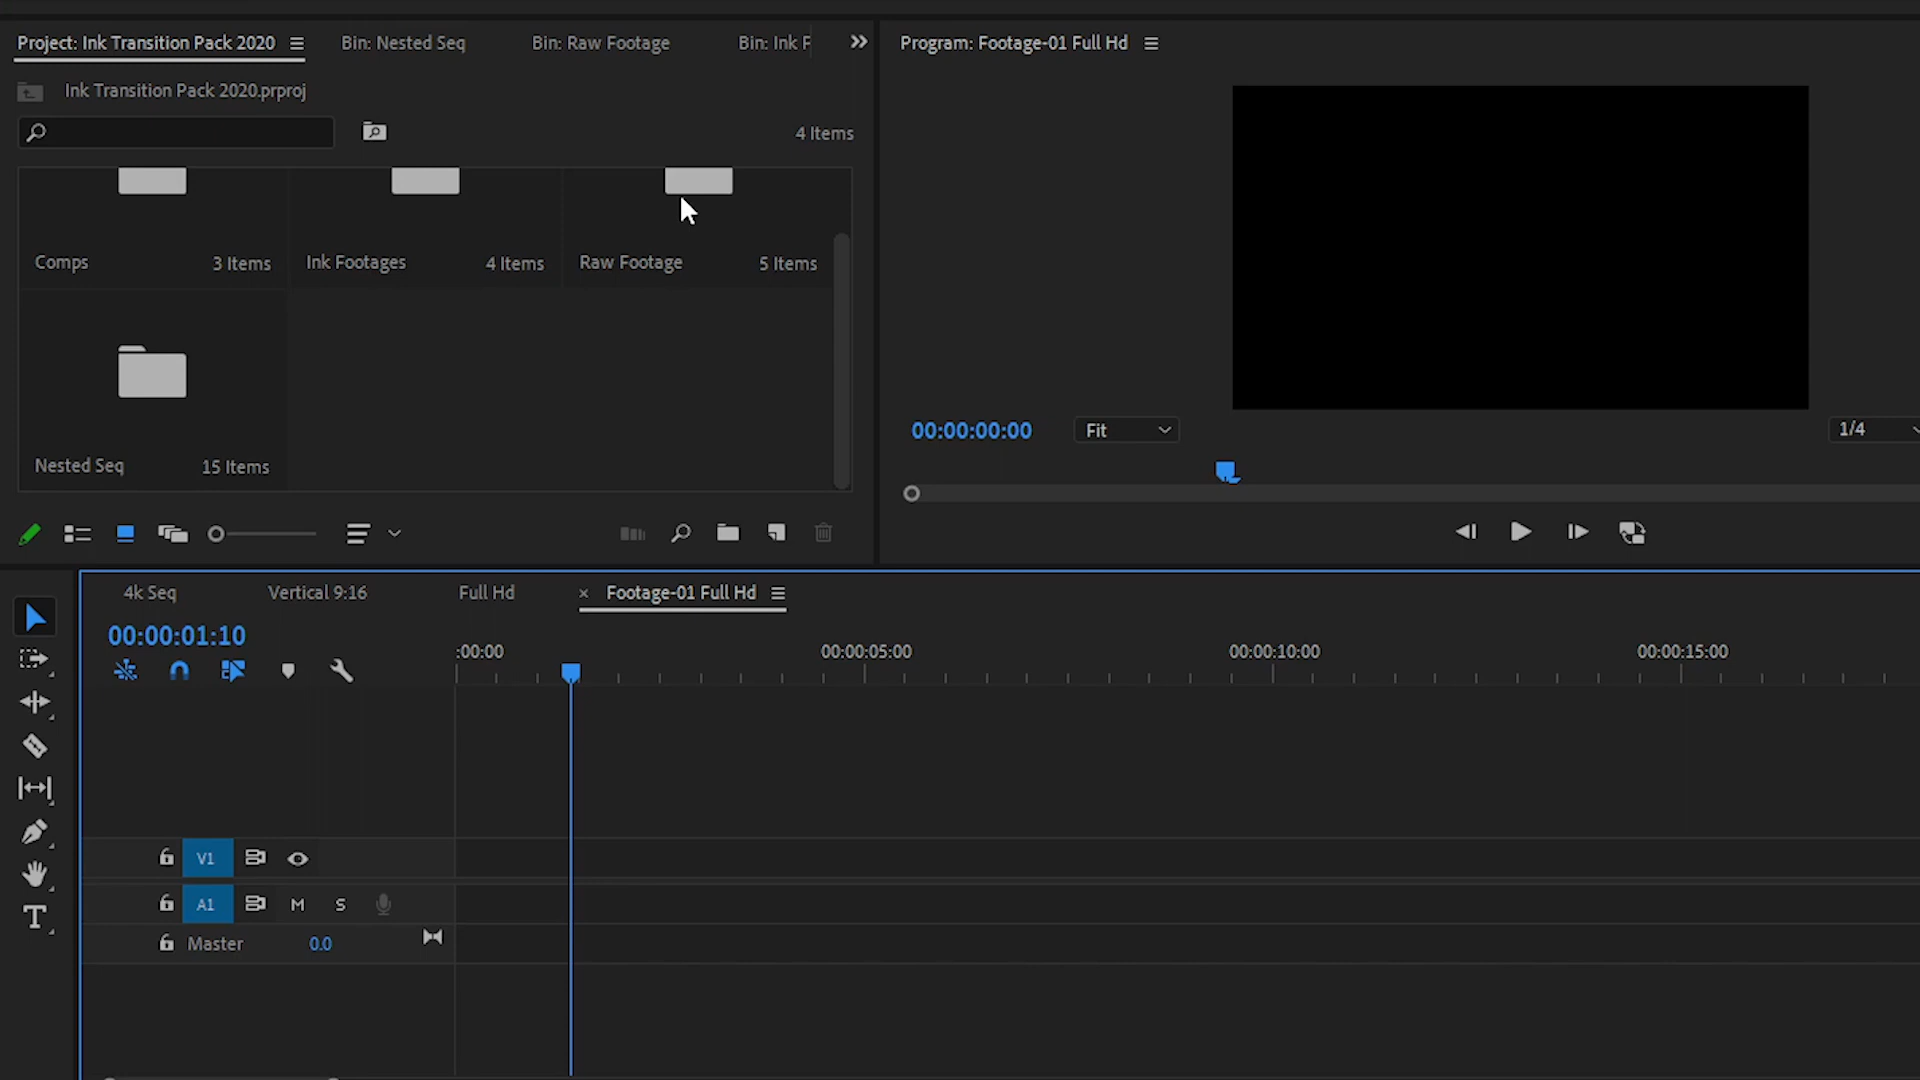 Project: Ink Transition Pack 2020
Bin: Nested Seq
Bin: Raw Footage
Bin: Ink F
Program: Footage-01 Full Hd
Ink Transition Pack 2020.prproj
4 Items
Comps
3 Items
Ink Footages
4 Items
Raw Footage
5 Items
Nested Seq
15 Items
00:00:00:00
Fit
1/4
4k Seq
Vertical 9:16
Full Hd
× Footage-01 Full Hd
00:00:01:10
:00:00
00:00:05:00
00:00:10:00
00:00:15:00
V1
A1
M
S
Master
0.0
T